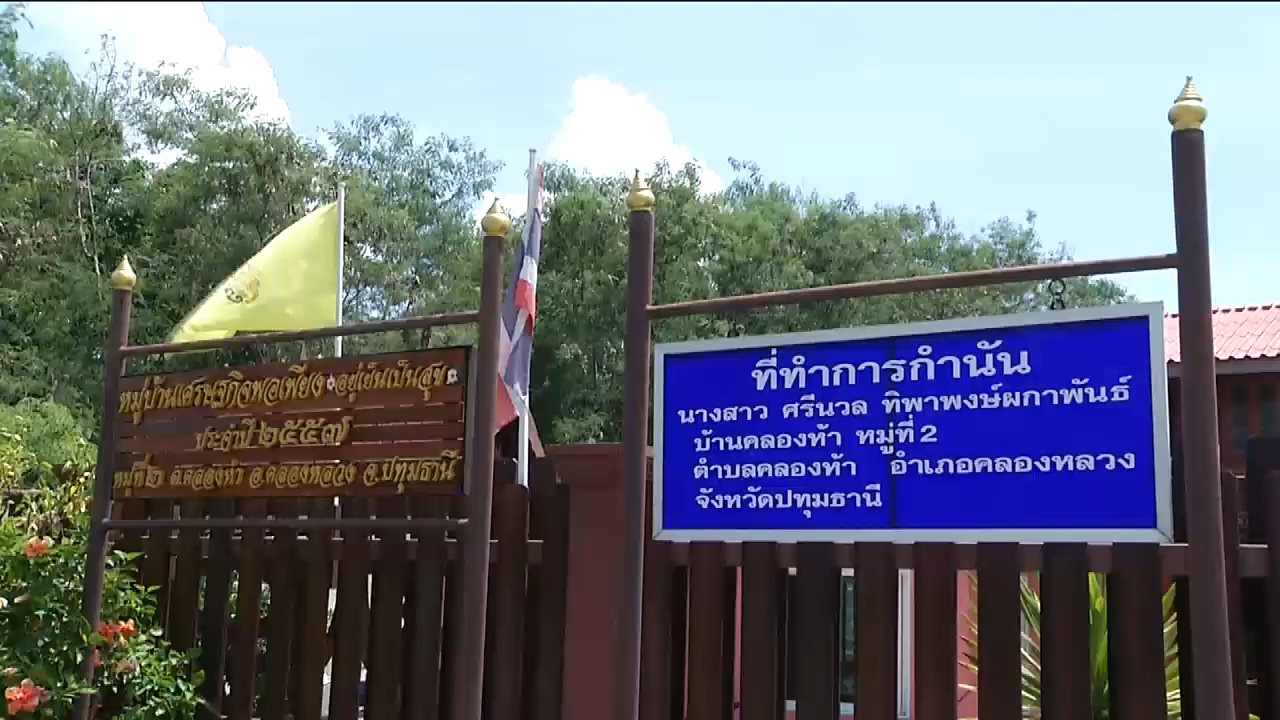 หมู่บ้านเศรษฐกิจพอเพียง "อยู่เย็นเป็นสุข"
ประจำปี ๒๕๕๗
หมู่ที่ ๒ ต.คลองห้า อ.คลองหลวง จ.ปทุมธานี
ที่ทำการกำนัน
นางสาว ศรีนวล ทิพาพงษ์ผกาพันธ์
บ้านคลองห้า หมู่ที่ 2
ตำบลคลองห้า อำเภอคลองหลวง
จังหวัดปทุมธานี